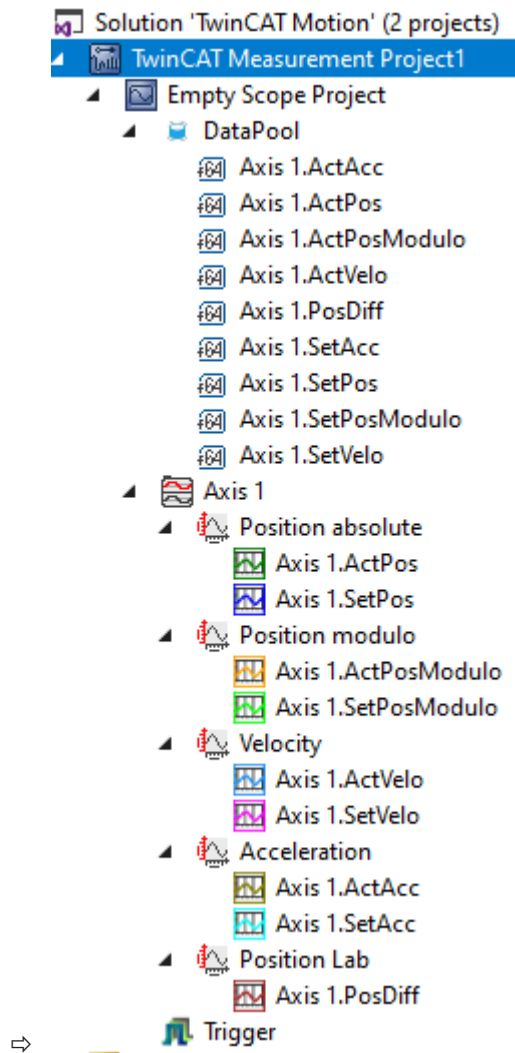 Solution 'TwinCAT Motion' (2 projects)
TwinCAT Measurement Project1
Empty Scope Project
DataPool
Axis 1.ActAcc
Axis 1.ActPos
Axis 1.ActPosModulo
Axis 1.ActVelo
Axis 1.PosDiff
Axis 1.SetAcc
Axis 1.SetPos
Axis 1.SetPosModulo
Axis 1.SetVelo
Axis 1
Position absolute
Axis 1.ActPos
Axis 1.SetPos
Position modulo
Axis 1.ActPosModulo
Axis 1.SetPosModulo
Velocity
Axis 1.ActVelo
Axis 1.SetVelo
Acceleration
Axis 1.ActAcc
Axis 1.SetAcc
Position Lab
Axis 1.PosDiff
Trigger